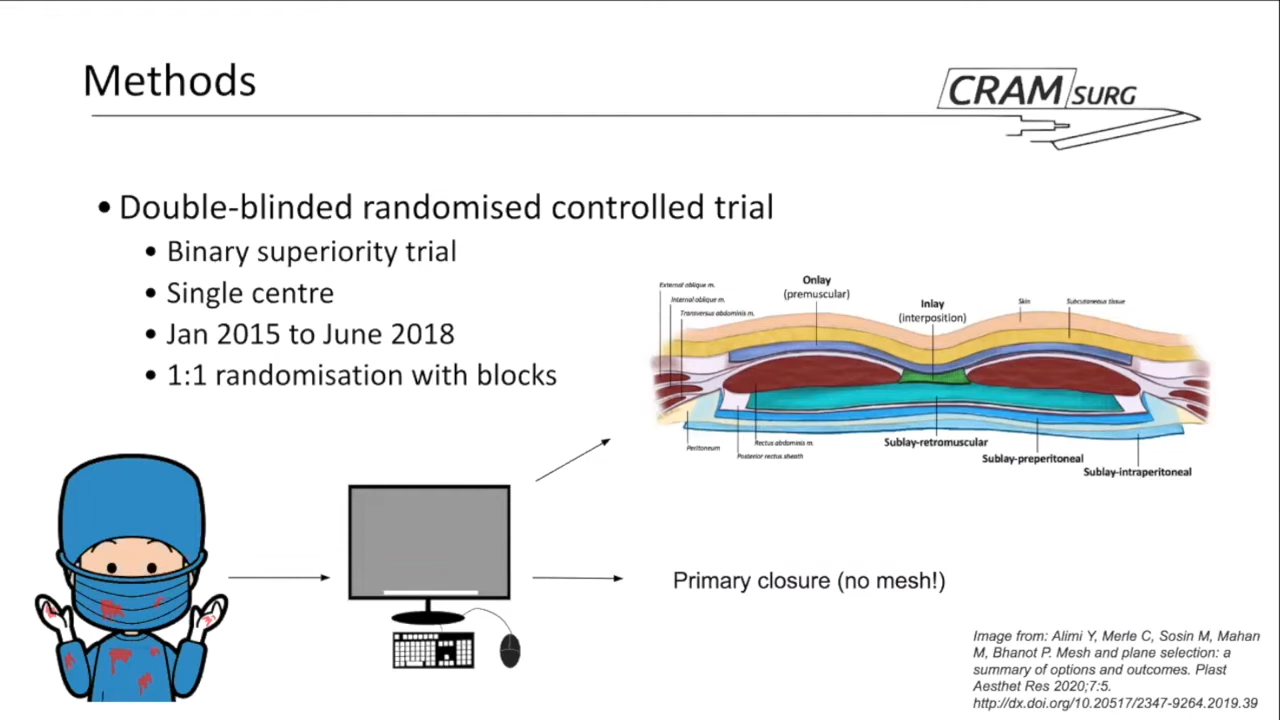 Methods
CRAM SURG
• Double-blinded randomised controlled trial
• Binary superiority trial
• Single centre
• Jan 2015 to June 2018
• 1:1 randomisation with blocks
External oblique m.
Internal oblique m.
Transversus abdominis m.
Onlay
(premuscular)
Inlay
(interposition)
Skin
Subcutaneous tissue
Peritoneum
Rectus abdominis m.
Posterior rectus sheath
Sublay-retromuscular
Sublay-preperitoneal
Sublay-intraperitoneal
Primary closure (no mesh!)
Image from: Alimi Y, Merle C, Sosin M, Mahan
M, Bhanot P. Mesh and plane selection: a
summary of options and outcomes. Plast
Aesthet Res 2020;7:5.
http://dx.doi.org/10.20517/2347-9264.2019.39